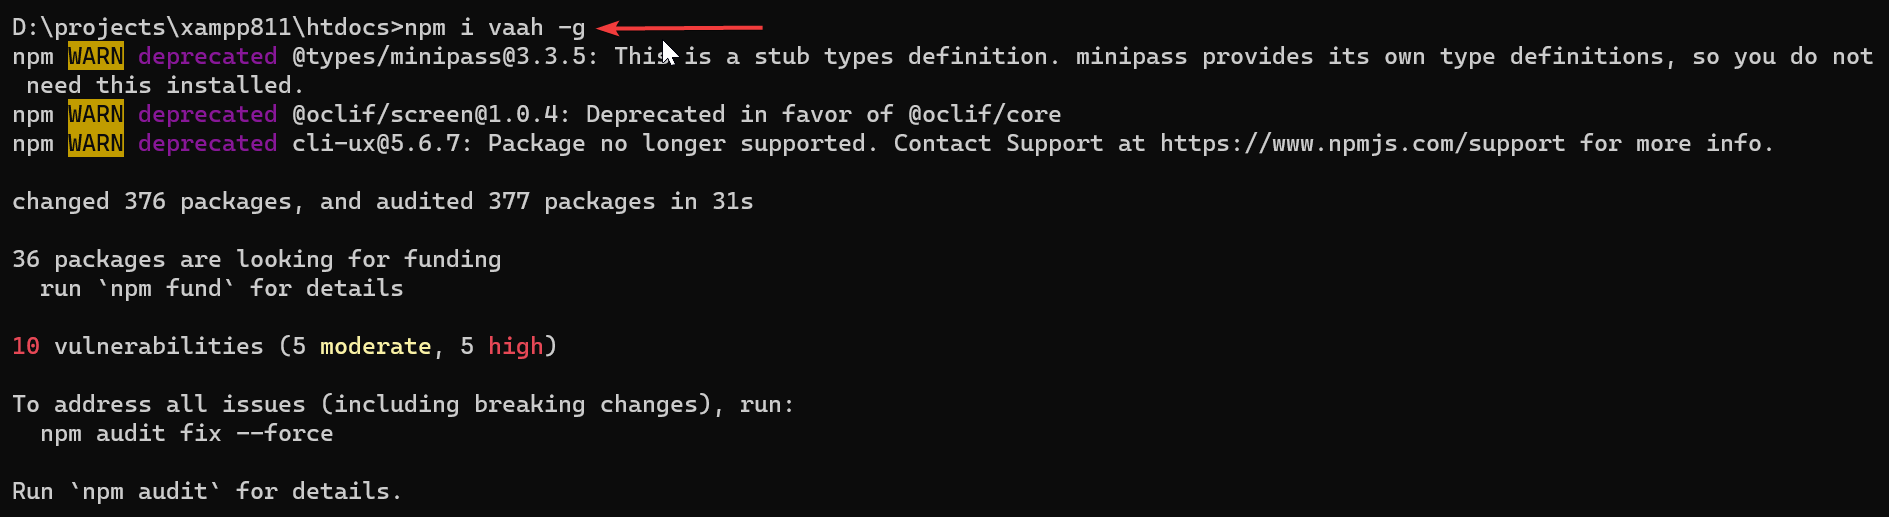 D:\projects\xampp811\htdocs>npm i vaah -g
npm WARN deprecated @types/minipass@3.3.5: This is a stub types definition. minipass provides its own type definitions, so you do not
 need this installed.
npm WARN deprecated @oclif/screen@1.0.4: Deprecated in favor of @oclif/core
npm WARN deprecated cli-ux@5.6.7: Package no longer supported. Contact Support at https://www.npmjs.com/support for more info.
changed 376 packages, and audited 377 packages in 31s
36 packages are looking for funding
  run `npm fund` for details
10 vulnerabilities (5 moderate, 5 high)
To address all issues (including breaking changes), run:
  npm audit fix --force
Run `npm audit` for details.